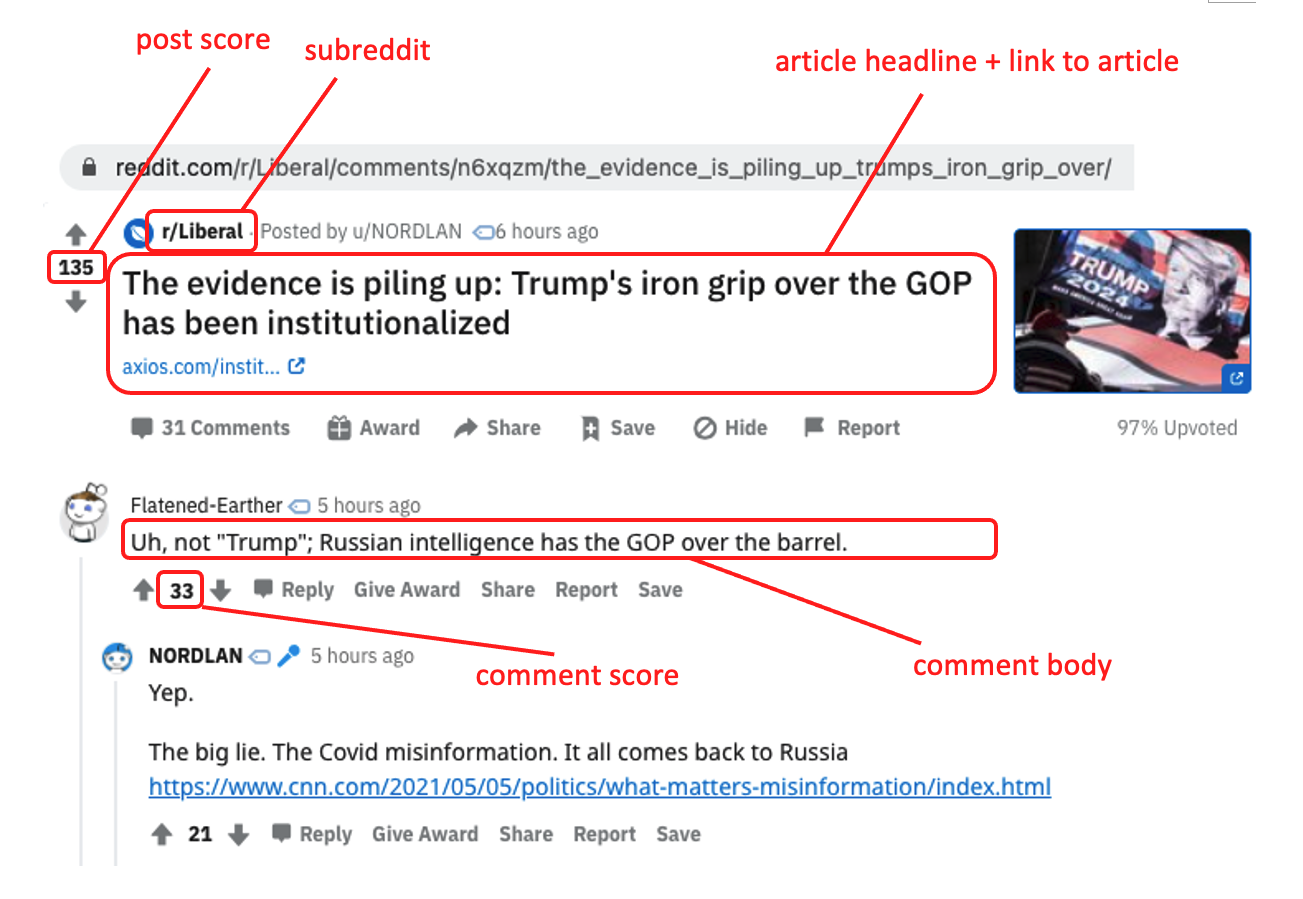 post score
subreddit
article headline + link to article
reddit.com/r/Liberal/comments/n6xqzm/the_evidence_is_piling_up_trumps_iron_grip_over/
r/Liberal · Posted by u/NORDLAN 6 hours ago
135
The evidence is piling up: Trump's iron grip over the GOP
has been institutionalized
axios.com/instit...
TRUMP
2024
31 Comments Award Share Save Hide Report 97% Upvoted
Flatened-Earther 5 hours ago
Uh, not "Trump"; Russian intelligence has the GOP over the barrel.
33 Reply Give Award Share Report Save
NORDLAN 5 hours ago
comment score
comment body
Yep.
The big lie. The Covid misinformation. It all comes back to Russia
https://www.cnn.com/2021/05/05/politics/what-matters-misinformation/index.html
21 Reply Give Award Share Report Save